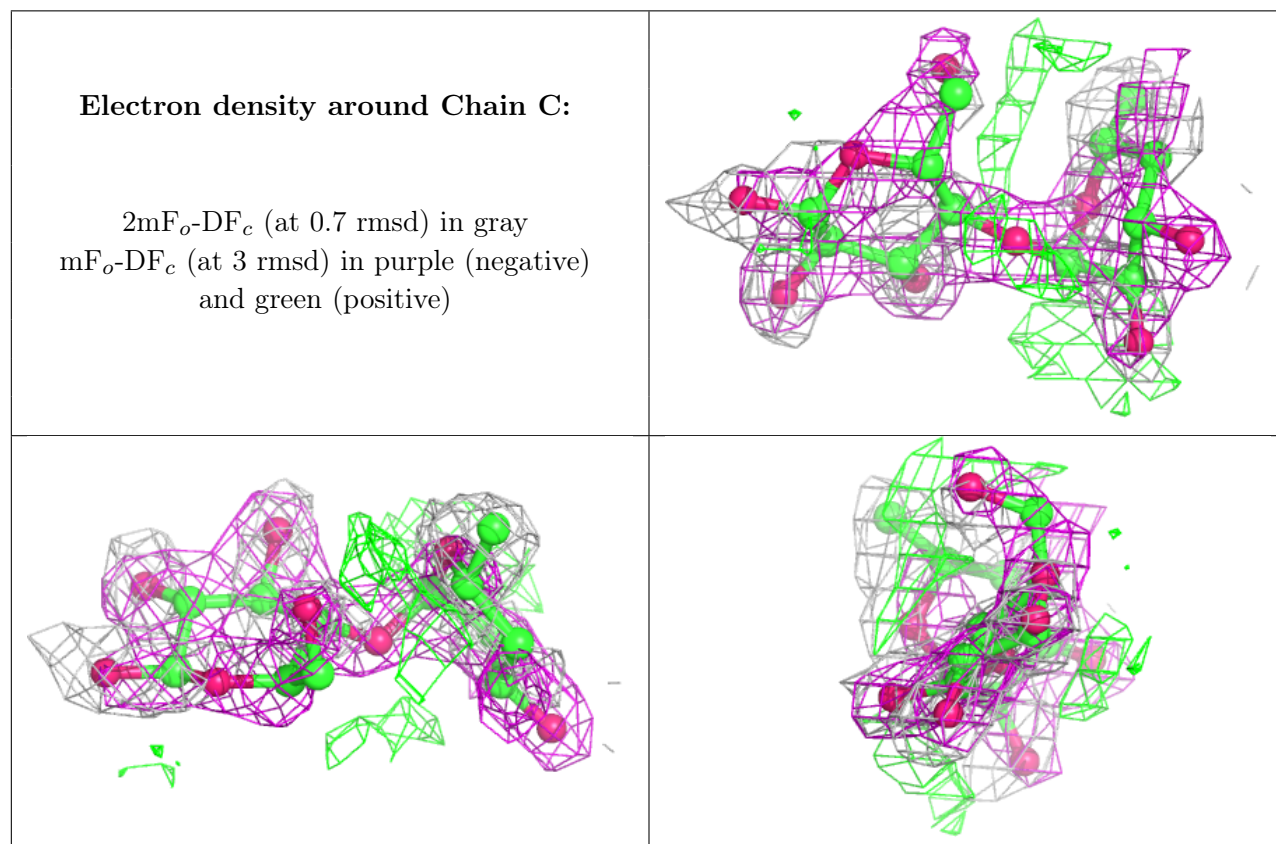 Electron density around Chain C:
2mFo-DFc (at 0.7 rmsd) in gray
mFo-DFc (at 3 rmsd) in purple (negative)
and green (positive)